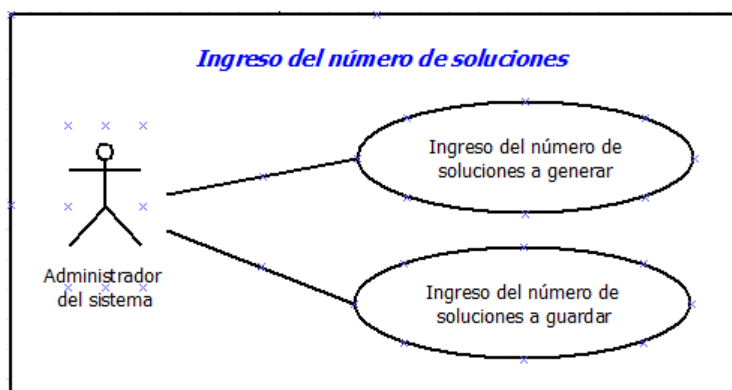 Ingreso del número de soluciones
Ingreso del número de
soluciones a generar
Administrador
del sistema
Ingreso del número de
soluciones a guardar